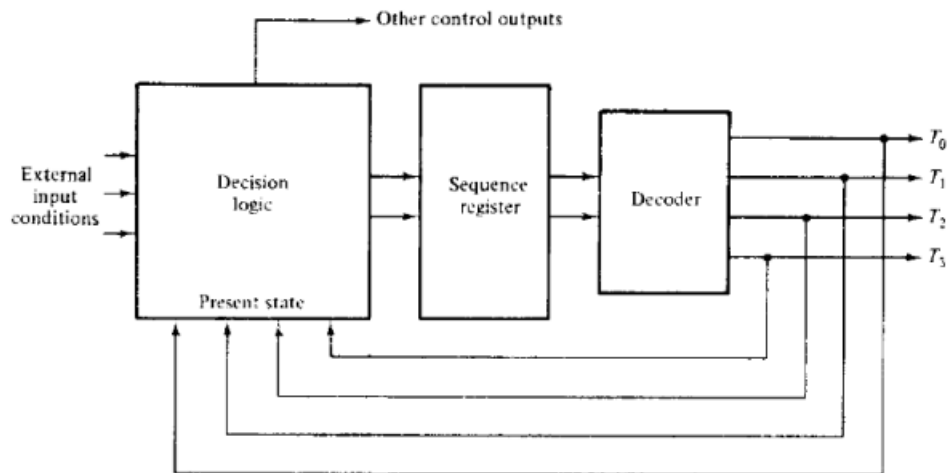 Other control outputs
External
input
conditions
Decision
logic
Present state
Sequence
register
Decoder
T0
T1
T2
T3